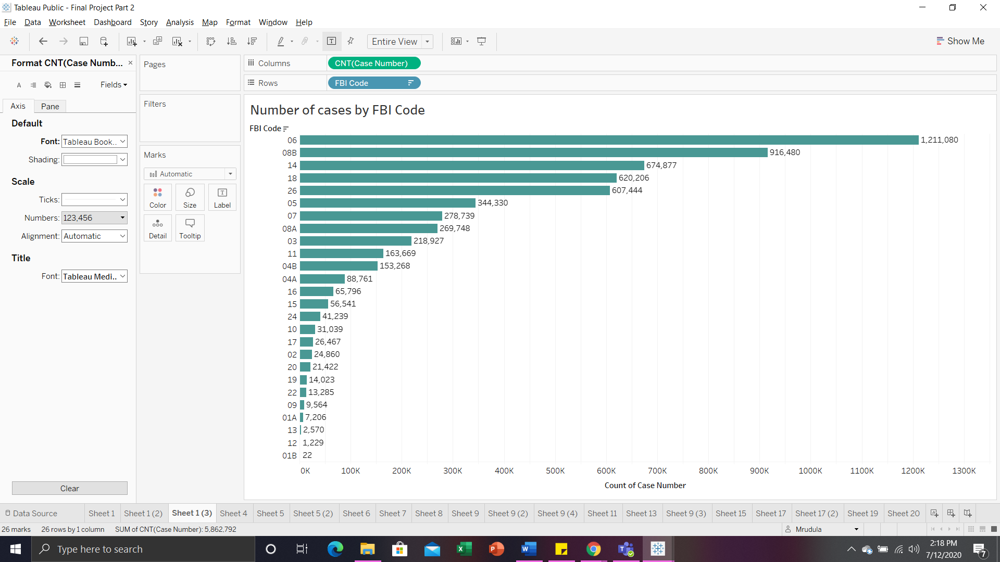 Tableau Public - Final Project Part 2
File Data Worksheet Dashboard Story Analysis Map Format Window Help
Entire View
Show Me
Format CNT(Case Numb...
Fields
Axis Pane
Default
Font: Tableau Book..
Shading:
Scale
Ticks:
Numbers: 123,456
Alignment: Automatic
Title
Font: Tableau Medi..
Clear
Pages
Filters
Marks
Automatic
Color Size Label
Detail Tooltip
Columns CNT(Case Number)
Rows FBI Code
Number of cases by FBI Code
FBI Code
06 1,211,080
08B 916,480
14 674,877
18 620,206
26 607,444
05 344,330
07 278,739
08A 269,748
03 218,927
11 163,669
04B 153,268
04A 88,761
16 65,796
15 56,541
24 41,239
10 31,039
17 26,467
02 24,860
20 21,422
19 14,023
22 13,285
09 9,564
01A 7,206
13 2,570
12 1,229
01B 22
0K 100K 200K 300K 400K 500K 600K 700K 800K 900K 1000K 1100K 1200K 1300K
Count of Case Number
Data Source Sheet 1 Sheet 1 (2) Sheet 1 (3) Sheet 4 Sheet 5 Sheet 5 (2) Sheet 6 Sheet 7 Sheet 8 Sheet 9 Sheet 9 (2) Sheet 9 (4) Sheet 11 Sheet 13 Sheet 9 (3) Sheet 15 Sheet 17 Sheet 17 (2) Sheet 19 Sheet 20
26 marks 26 rows by 1 column SUM of CNT(Case Number): 5,862,792
Mrudula
Type here to search
2:18 PM
7/12/2020
7